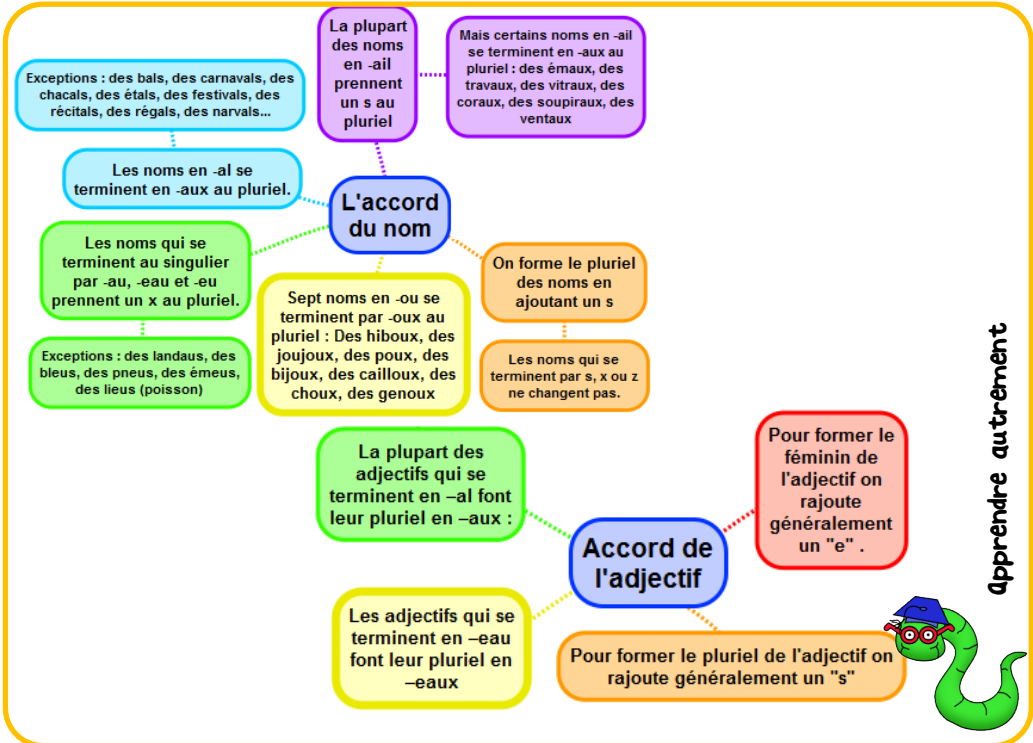 La plupart
des noms
en -ail
prennent
un s au
pluriel
Mais certains noms en -ail
se terminent en -aux au
pluriel : des émaux, des
travaux, des vitraux, des
coraux, des soupiraux, des
ventaux
Exceptions : des bals, des carnavals, des
chacals, des étals, des festivals, des
récitals, des régals, des narvals...
Les noms en -al se
terminent en -aux au pluriel.
L'accord
du nom
Les noms qui se
terminent au singulier
par -au, -eau et -eu
prennent un x au pluriel.
Exceptions : des landaus, des
bleus, des pneus, des émeus,
des lieus (poisson)
Sept noms en -ou se
terminent par -oux au
pluriel : Des hiboux, des
joujoux, des poux, des
bijoux, des cailloux, des
choux, des genoux
On forme le pluriel
des noms en
ajoutant un s
Les noms qui se
terminent par s, x ou z
ne changent pas.
La plupart des
adjectifs qui se
terminent en –al font
leur pluriel en –aux :
Pour former le
féminin de
l'adjectif on
rajoute
généralement
un "e" .
Accord de
l'adjectif
Les adjectifs qui se
terminent en –eau
font leur pluriel en
–eaux
Pour former le pluriel de l'adjectif on
rajoute généralement un "s"
apprendre autrement